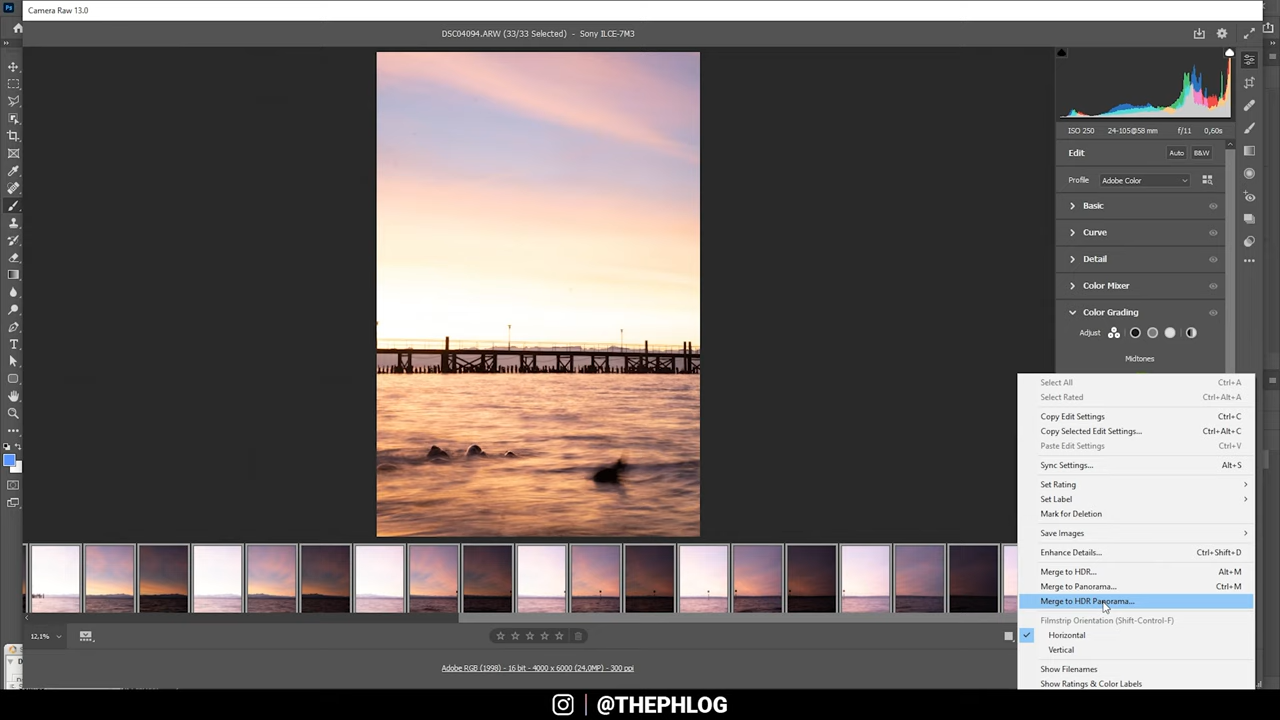 Camera Raw 13.0
DSC04094.ARW (33/33 Selected) - Sony ILCE-7M3
ISO 250 24-105@58 mm f/11 0,60s
Edit Auto B&W
Profile Adobe Color
Basic
Curve
Detail
Color Mixer
Color Grading
Adjust
Midtones
Select All Ctrl+A
Select Rated Ctrl+Alt+A
Copy Edit Settings Ctrl+C
Copy Selected Edit Settings... Ctrl+Alt+C
Paste Edit Settings Ctrl+V
Sync Settings... Alt+S
Set Rating
Set Label
Mark for Deletion
Save Images
Enhance Details... Ctrl+Shift+D
Merge to HDR... Alt+M
Merge to Panorama... Ctrl+M
Merge to HDR Panorama...
Filmstrip Orientation (Shift-Control-F)
Horizontal
Vertical
Show Filenames
Show Ratings & Color Labels
12,1%
Adobe RGB (1998) - 16 bit - 4000 x 6000 (24.0MP) - 300 ppi
@THEPHLOG